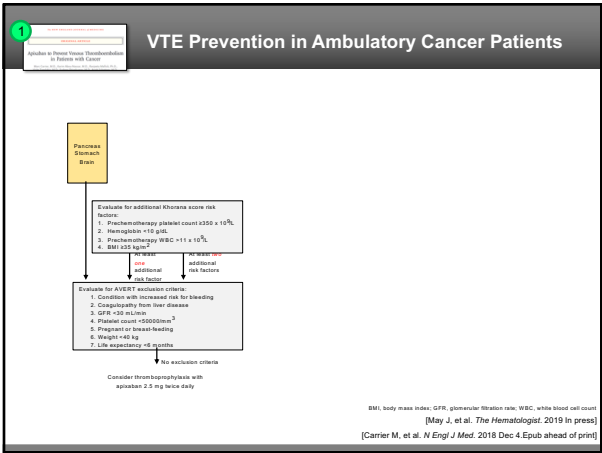 1
Apixaban to Prevent Venous Thromboembolism
in Patients with Cancer
VTE Prevention in Ambulatory Cancer Patients
Pancreas
Stomach
Brain
Evaluate for additional Khorana score risk
factors:
1. Prechemotherapy platelet count ≥350 x 10⁹/L
2. Hemoglobin <10 g/dL
3. Prechemotherapy WBC >11 x 10⁹/L
4. BMI ≥35 kg/m²
At least
one
additional
risk factor
At least two
additional
risk factors
Evaluate for AVERT exclusion criteria:
1. Condition with increased risk for bleeding
2. Coagulopathy from liver disease
3. GFR <30 mL/min
4. Platelet count <50000/mm³
5. Pregnant or breast-feeding
6. Weight <40 kg
7. Life expectancy <6 months
No exclusion criteria
Consider thromboprophylaxis with
apixaban 2.5 mg twice daily
BMI, body mass index; GFR, glomerular filtration rate; WBC, white blood cell count
[May J, et al. The Hematologist. 2019 In press]
[Carrier M, et al. N Engl J Med. 2018 Dec 4.Epub ahead of print]